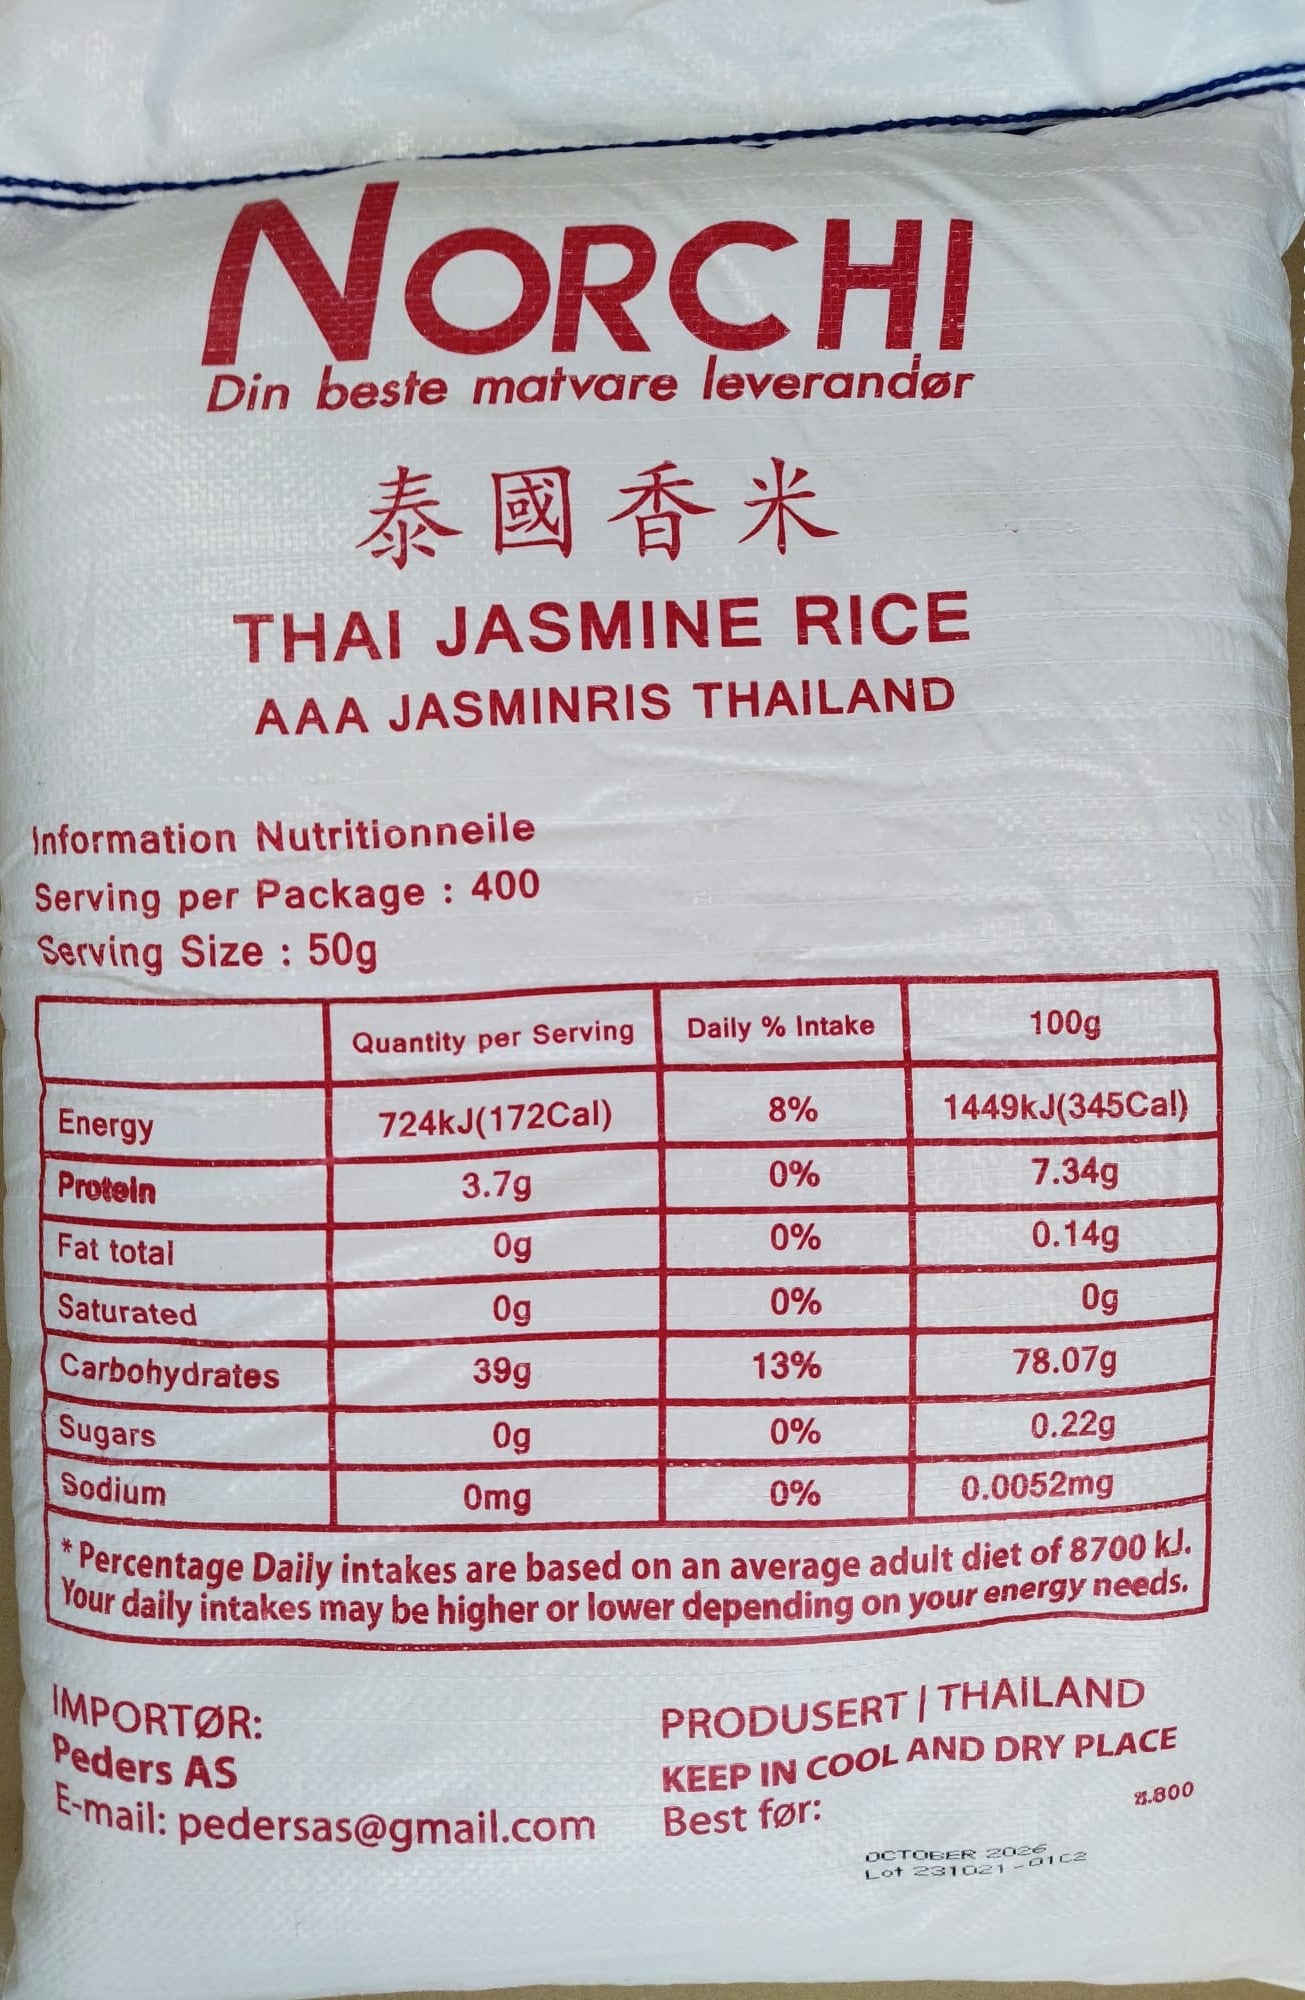 NORCHI
Din beste matvare leverandør
泰國香米
THAI JASMINE RICE
AAA JASMINRIS THAILAND
Information Nutritionneile
Serving per Package : 400
Serving Size : 50g
Quantity per Serving Daily % Intake 100g
Energy 724kJ(172Cal) 8% 1449kJ(345Cal)
Protein 3.7g 0% 7.34g
Fat total 0g 0% 0.14g
Saturated 0g 0% 0g
Carbohydrates 39g 13% 78.07g
Sugars 0g 0% 0.22g
Sodium 0mg 0% 0.0052mg
* Percentage Daily intakes are based on an average adult diet of 8700 kJ.
Your daily intakes may be higher or lower depending on your energy needs.
IMPORTØR:
Peders AS
E-mail: pedersas@gmail.com
PRODUSERT | THAILAND
KEEP IN COOL AND DRY PLACE
Best før:
.800
OCTOBER 2026
Lot 231021-01C2